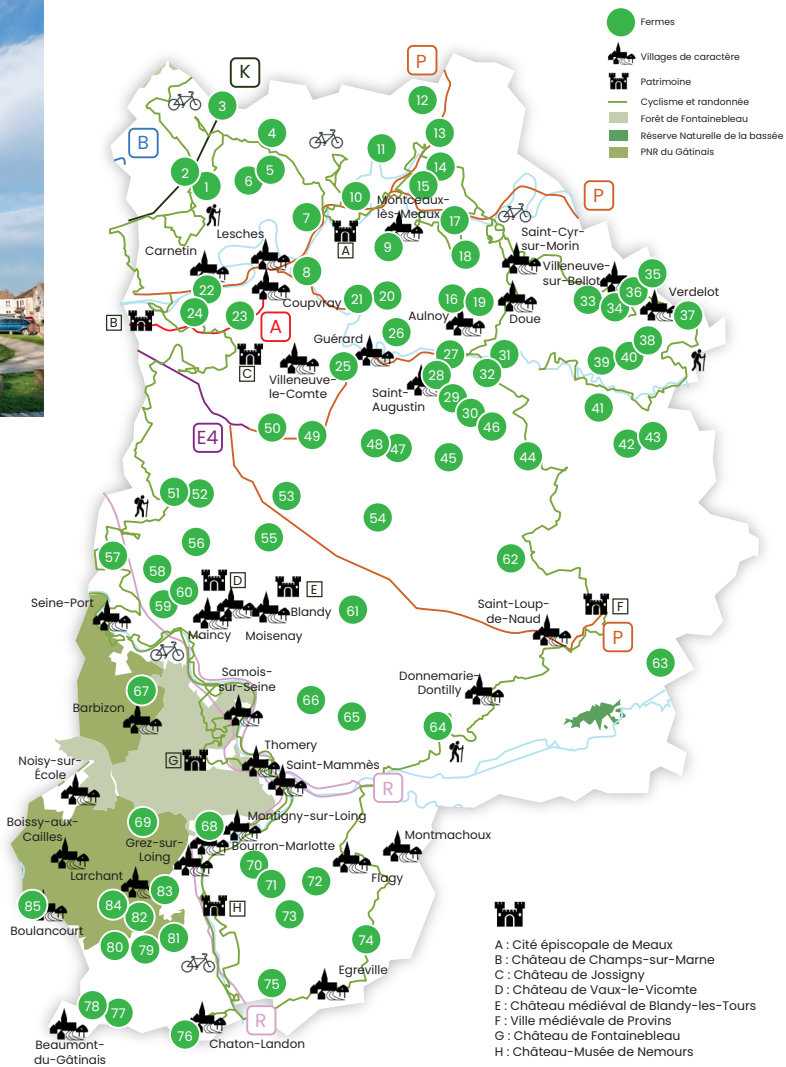 Fermes
Villages de caractère
Patrimoine
Cyclisme et randonnée
Forêt de Fontainebleau
Réserve Naturelle de la bassée
PNR du Gâtinais
K
P
3
12
B
4
13
11
2
1
6
5
14
15
10
P
Montceaux-
lès-Meaux
7
17
Lesches
A
9
18
Saint-Cyr-
sur-Morin
Carnetin
8
Villeneuve-
sur-Bellot
35
36
Verdelot
22
Coupvray
21
20
16
19
33
34
37
24
23
B
A
Aulnoy
Doue
26
Guérard
38
C
Villeneuve-
le-Comte
25
27
31
39
40
28
32
Saint-
Augustin
29
30
41
E4
50
49
46
48
47
45
44
42
43
51
52
53
54
56
55
57
58
62
59
60
D
E
Seine-Port
Maincy
Moisenay
Blandy
61
Saint-Loup-
de-Naud
F
P
63
Samois-
sur-Seine
Donnemarie-
Dontilly
67
Barbizon
66
65
64
Noisy-sur-
École
G
Thomery
Saint-Mammès
R
Boissy-aux-
Cailles
69
68
Montigny-sur-Loing
Grez-sur-
Loing
Bourron-Marlotte
Montmachoux
70
Larchant
71
72
Flagy
83
85
84
82
H
73
Boulancourt
80
79
81
74
Egreville
75
78
77
R
76
Chaton-Landon
Beaumont-
du-Gâtinais
A : Cité épiscopale de Meaux
B : Château de Champs-sur-Marne
C : Château de Jossigny
D : Château de Vaux-le-Vicomte
E : Château médiéval de Blandy-les-Tours
F : Ville médiévale de Provins
G : Château de Fontainebleau
H : Château-Musée de Nemours